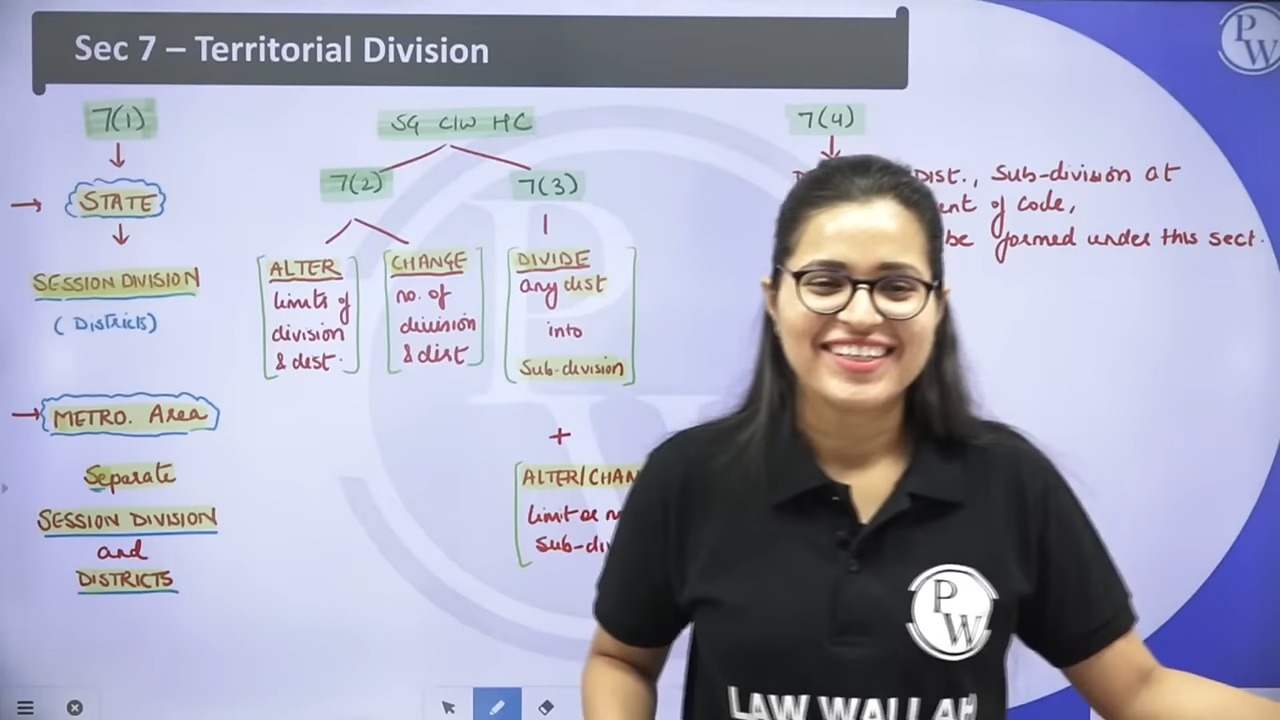 Sec 7 – Territorial Division
PW
7(1)
STATE
SESSION DIVISION
(Districts)
METRO. Area
Separate
SESSION DIVISION
and
DISTRICTS
SG C/W HC
7(2)
7(3)
ALTER
limits of
division
& dist.
CHANGE
no. of
division
& dist
DIVIDE
any dist
into
Sub-division
+
ALTER/CHAN
limit or
Sub-di
7(4)
DIST., Sub-division at
of Code,
be formed under this sect.
PW
LAW WALLAH